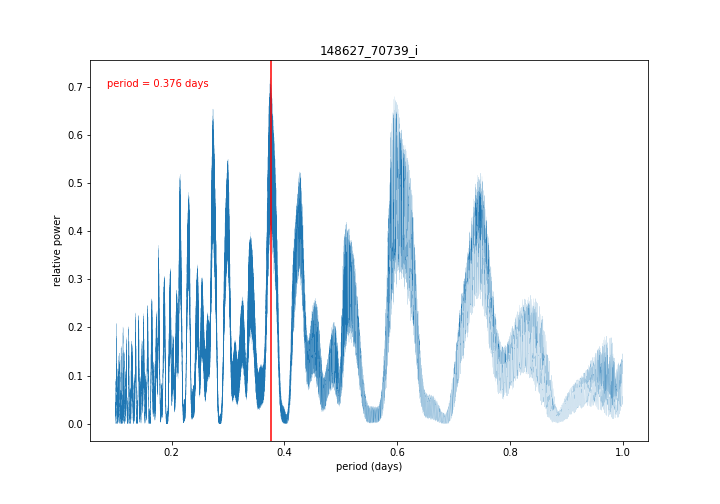 148627_70739_i
period = 0.376 days
relative power
0.7
0.6
0.5
0.4
0.3
0.2
0.1
0.0
0.2 0.4 0.6 0.8 1.0
period (days)